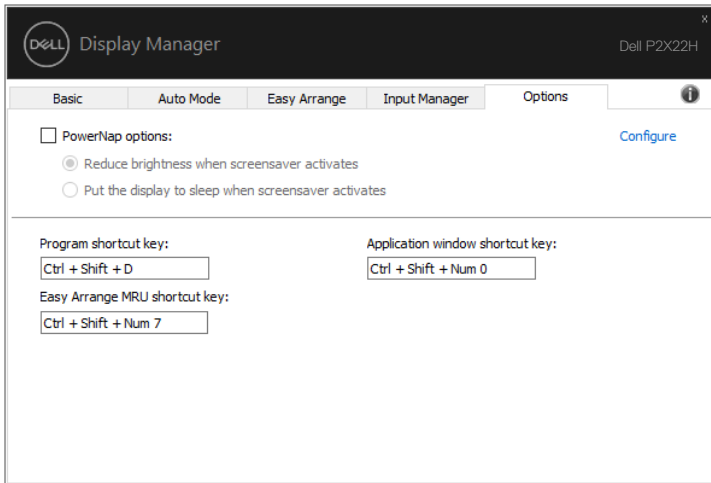 x
DELL Display Manager
Dell P2X22H
Basic Auto Mode Easy Arrange Input Manager Options
PowerNap options: Configure
Reduce brightness when screensaver activates
Put the display to sleep when screensaver activates
Program shortcut key: Application window shortcut key:
Ctrl + Shift + D Ctrl + Shift + Num 0
Easy Arrange MRU shortcut key:
Ctrl + Shift + Num 7